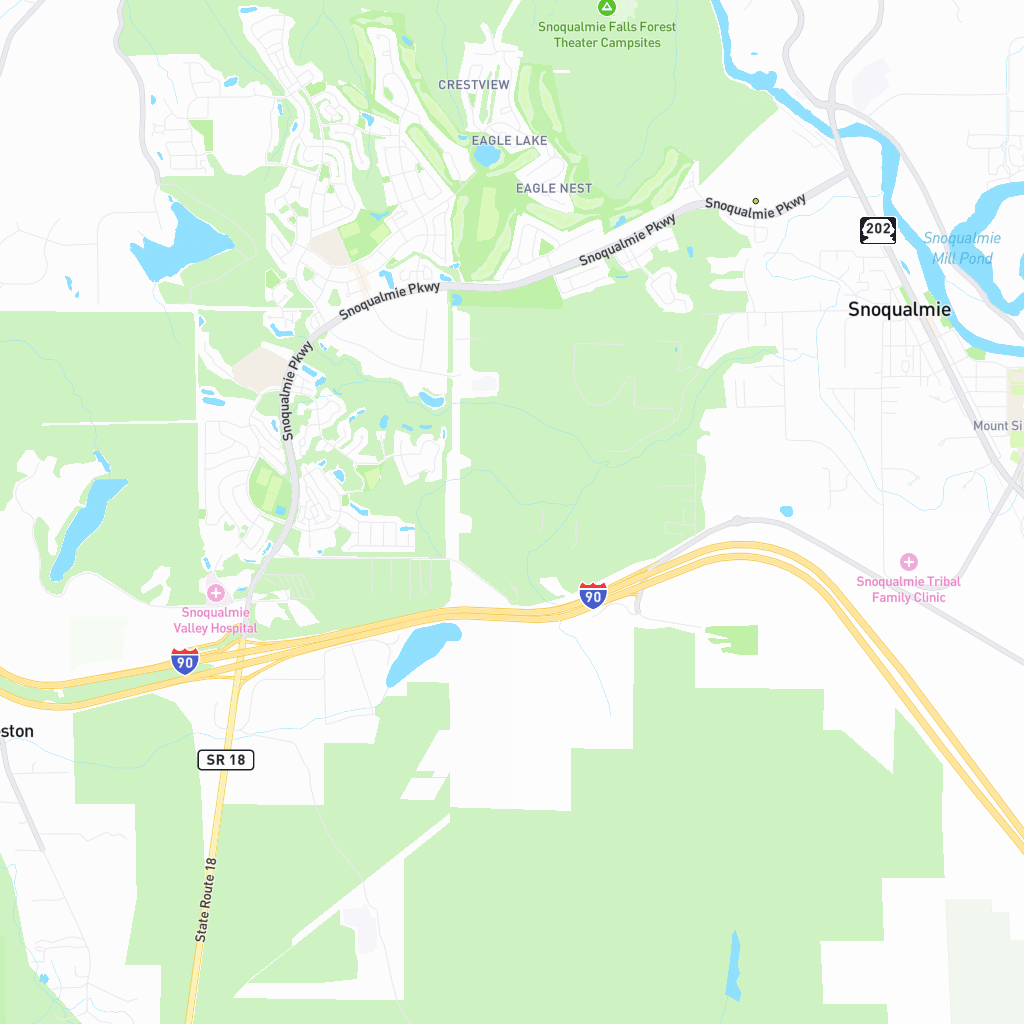 Snoqualmie Falls Forest
Theater Campsites
CRESTVIEW
EAGLE LAKE
EAGLE NEST
Snoqualmie Pkwy
Snoqualmie Pkwy
202
Snoqualmie
Mill Pond
Snoqualmie Pkwy
Snoqualmie
Snoqualmie Pkwy
Mount Si
Snoqualmie Tribal
Family Clinic
90
Snoqualmie
Valley Hospital
90
ston
SR 18
State Route 18